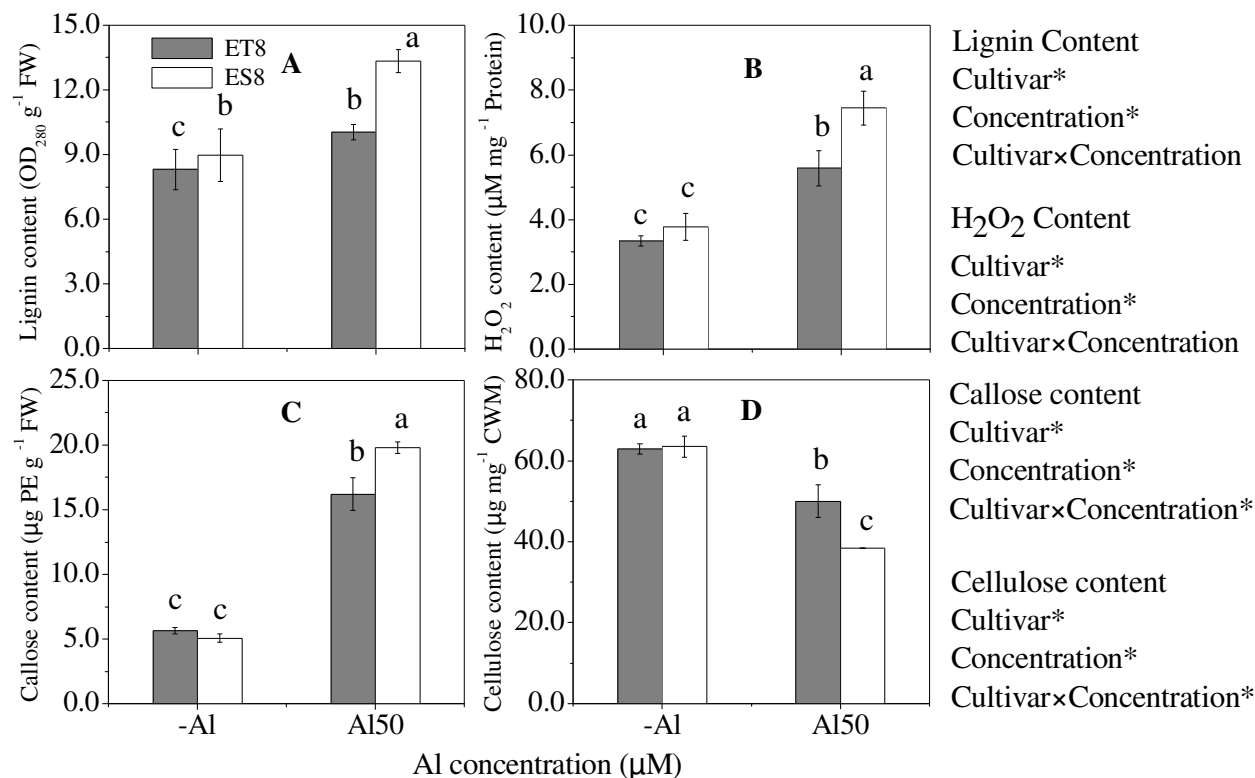 Lignin content (OD₂₈₀ g⁻¹ FW)
15.0
12.0
9.0
6.0
3.0
0.0
ET8
ES8
A
c
b
b
a
H₂O₂ content (μM mg⁻¹ Protein)
10.0
8.0
6.0
4.0
2.0
0.0
B
c
c
b
a
Lignin Content
Cultivar*
Concentration*
Cultivar×Concentration
H₂O₂ Content
Cultivar*
Concentration*
Cultivar×Concentration
Callose content (μg PE g⁻¹ FW)
25.0
20.0
15.0
10.0
5.0
0.0
C
c
c
b
a
-Al
Al50
Cellulose content (μg mg⁻¹ CWM)
80.0
60.0
40.0
20.0
0.0
D
a
a
b
c
-Al
Al50
Callose content
Cultivar*
Concentration*
Cultivar×Concentration*
Cellulose content
Cultivar*
Concentration*
Cultivar×Concentration*
Al concentration (μM)